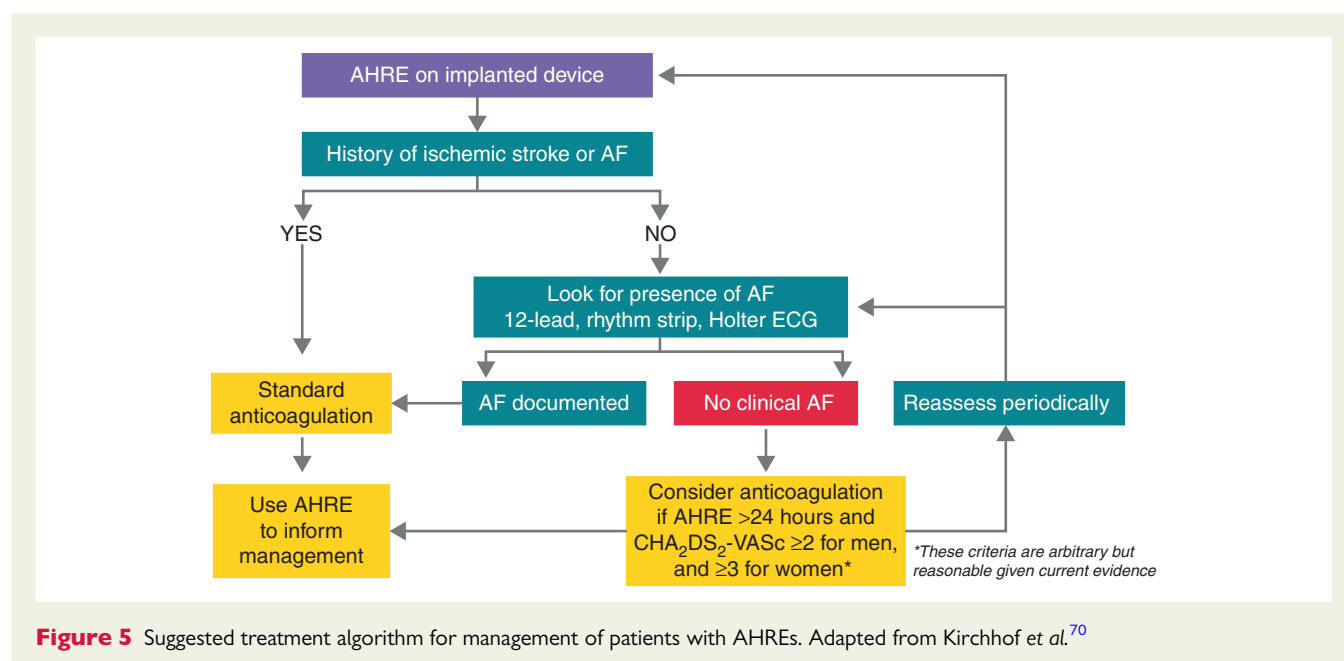 AHRE on implanted device
History of ischemic stroke or AF
YES
NO
Look for presence of AF
12-lead, rhythm strip, Holter ECG
Standard
anticoagulation
AF documented
No clinical AF
Reassess periodically
Use AHRE
to inform
management
Consider anticoagulation
if AHRE >24 hours and
CHA₂DS₂-VASc ≥2 for men,
and ≥3 for women*
*These criteria are arbitrary but
reasonable given current evidence
Figure 5 Suggested treatment algorithm for management of patients with AHREs. Adapted from Kirchhof et al.⁷⁰